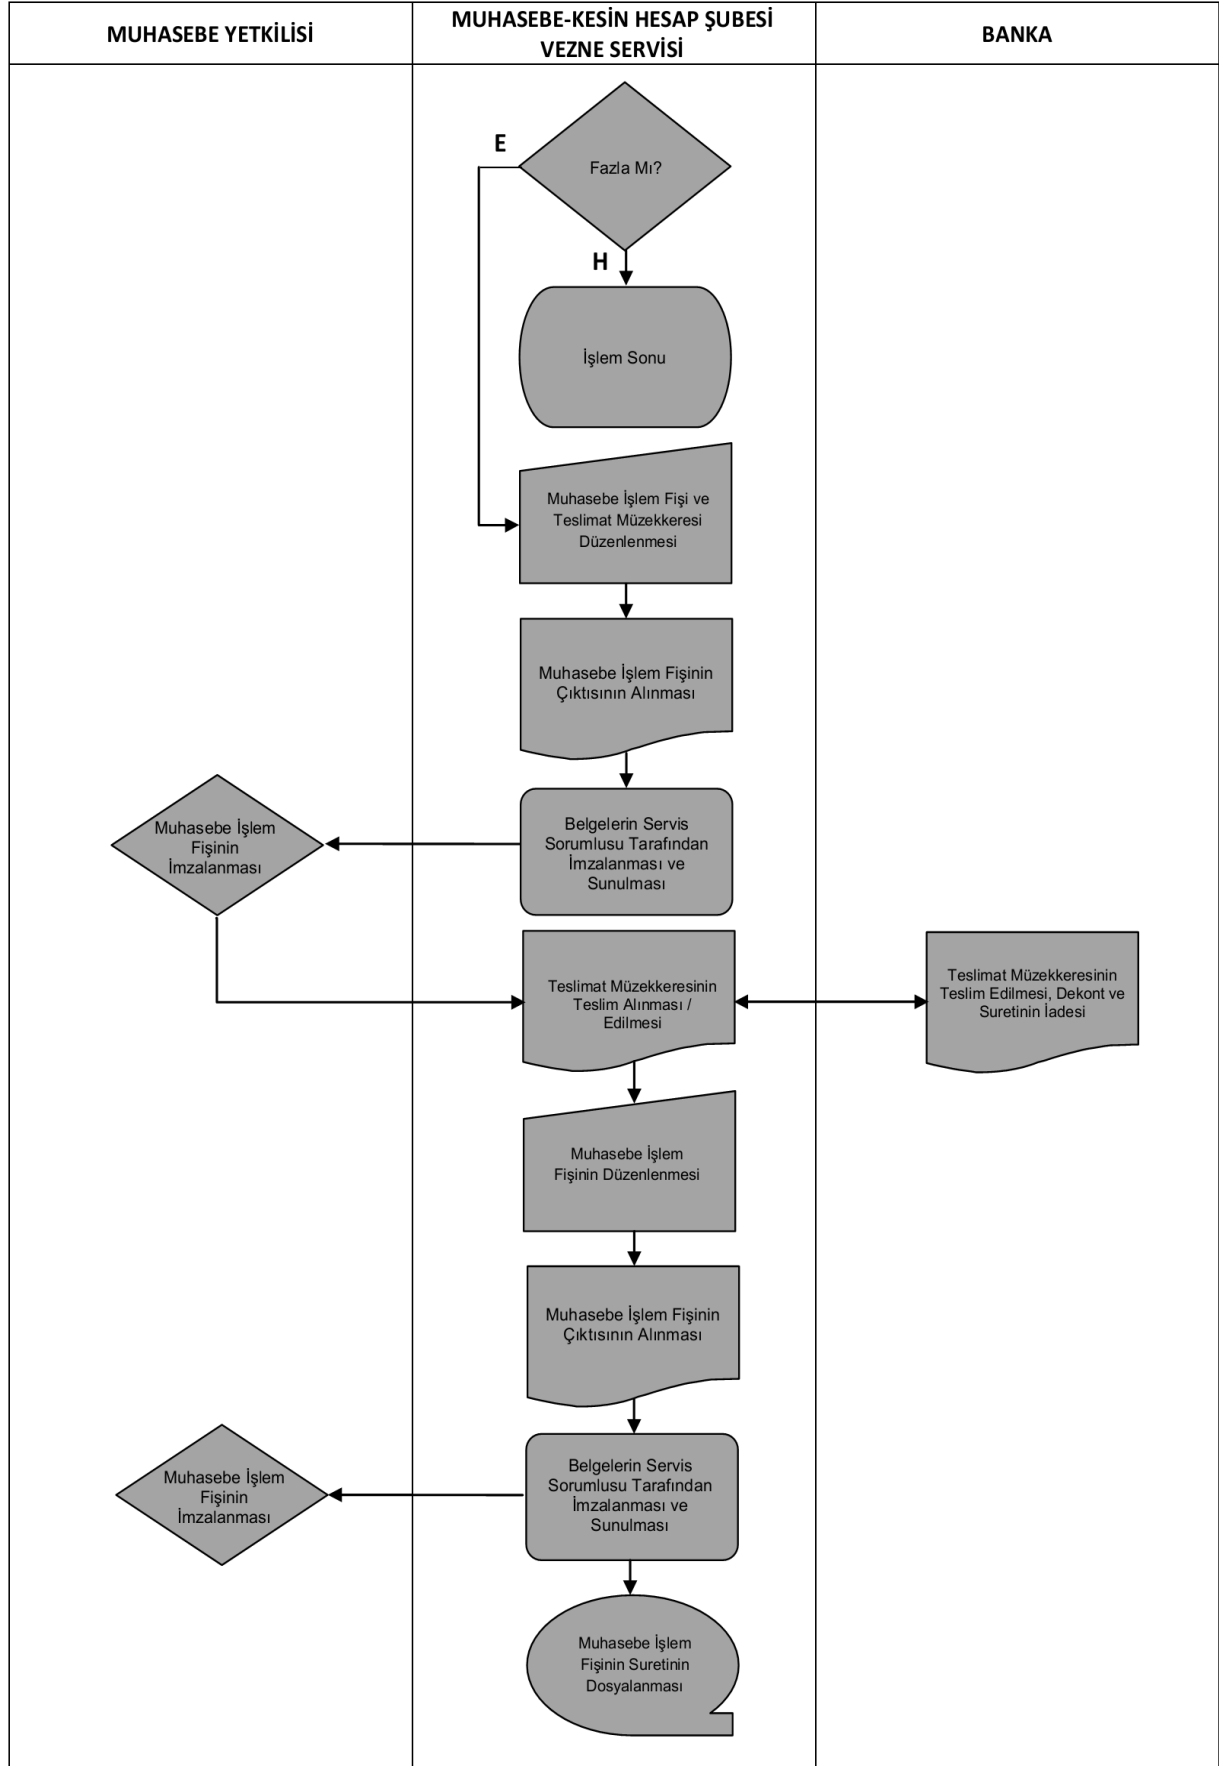 MUHASEBE YETKİLİSİ
MUHASEBE-KESİN HESAP ŞUBESİ
VEZNE SERVİSİ
BANKA
E
Fazla Mı?
H
İşlem Sonu
Muhasebe İşlem Fişi ve
Teslimat Müzekkeresi
Düzenlenmesi
Muhasebe İşlem Fişinin
Çıktısının Alınması
Muhasebe İşlem
Fişinin
İmzalanması
Belgelerin Servis
Sorumlusu Tarafından
İmzalanması ve
Sunulması
Teslimat Müzekkeresinin
Teslim Alınması /
Edilmesi
Teslimat Müzekkeresinin
Teslim Edilmesi, Dekont ve
Suretinin İadesi
Muhasebe İşlem
Fişinin Düzenlenmesi
Muhasebe İşlem Fişinin
Çıktısının Alınması
Muhasebe İşlem
Fişinin
İmzalanması
Belgelerin Servis
Sorumlusu Tarafından
İmzalanması ve
Sunulması
Muhasebe İşlem
Fişinin Suretinin
Dosyalanması